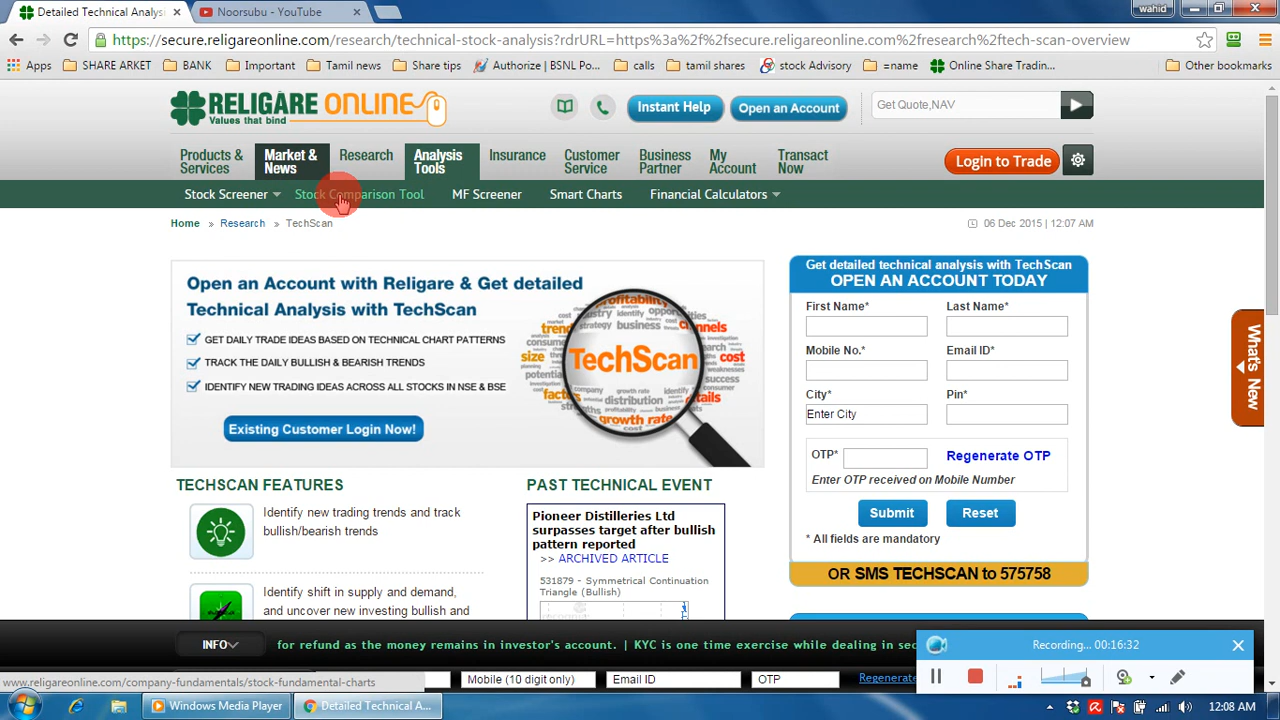 Detailed Technical Analysi
Noorsubu - YouTube
wahid
https://secure.religareonline.com/research/technical-stock-analysis?rdrURL=https%3a%2f%2fsecure.religareonline.com%2fresearch%2ftech-scan-overview
Apps SHARE ARKET BANK Important Tamil news Share tips Authorize | BSNL Po... calls tamil shares stock Advisory =name Online Share Tradin... Other bookmarks
RELIGARE ONLINE
Values that bind
Instant Help
Open an Account
Get Quote,NAV
Products & Services
Market & News
Research
Analysis Tools
Insurance
Customer Service
Business Partner
My Account
Transact Now
Login to Trade
Stock Screener Stock Comparison Tool MF Screener Smart Charts Financial Calculators
Home » Research » TechScan
06 Dec 2015 | 12:07 AM
Open an Account with Religare & Get detailed
Technical Analysis with TechScan
GET DAILY TRADE IDEAS BASED ON TECHNICAL CHART PATTERNS
TRACK THE DAILY BULLISH & BEARISH TRENDS
IDENTIFY NEW TRADING IDEAS ACROSS ALL STOCKS IN NSE & BSE
Existing Customer Login Now!
TechScan
profitability
channels
cost
size
growth rate
distribution
business
strategy
Get detailed technical analysis with TechScan
OPEN AN ACCOUNT TODAY
First Name* Last Name*
Mobile No.* Email ID*
City* Pin*
Enter City
OTP* Regenerate OTP
Enter OTP received on Mobile Number
Submit Reset
* All fields are mandatory
OR SMS TECHSCAN to 575758
What's New
TECHSCAN FEATURES
Identify new trading trends and track
bullish/bearish trends
Identify shift in supply and demand,
and uncover new investing bullish and
PAST TECHNICAL EVENT
Pioneer Distilleries Ltd
surpasses target after bullish
pattern reported
>> ARCHIVED ARTICLE
531879 - Symmetrical Continuation
Triangle (Bullish)
INFO
for refund as the money remains in investor's account. | KYC is one time exercise while dealing in sec
Recording... 00:16:32
www.religareonline.com/company-fundamentals/stock-fundamental-charts
Mobile (10 digit only) Email ID OTP Regenerate
Windows Media Player
Detailed Technical A...
12:08 AM